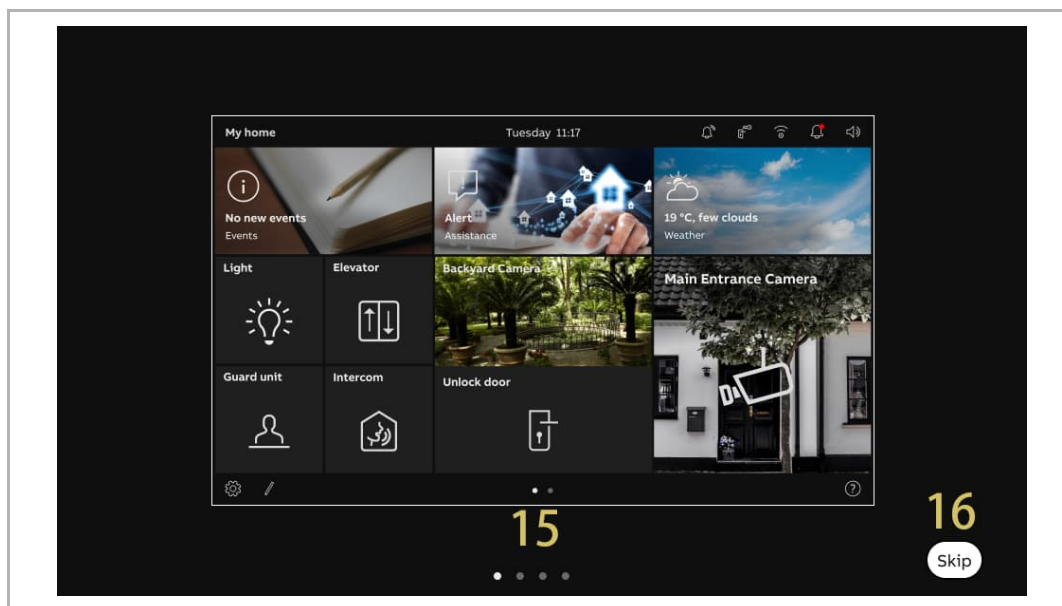 My home
Tuesday 11:17
No new events
Events
Alert
Assistance
19 °C, few clouds
Weather
Light
Elevator
Backyard Camera
Main Entrance Camera
Guard unit
Intercom
Unlock door
15
16
Skip